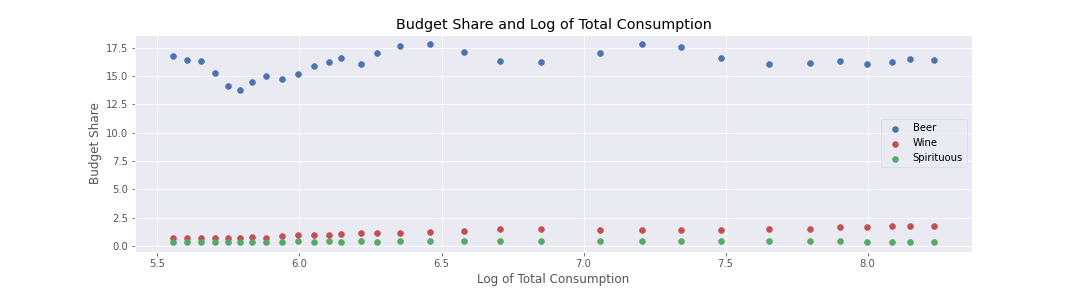 Budget Share and Log of Total Consumption
17.5
15.0
12.5
10.0
7.5
5.0
2.5
0.0
Budget Share
Beer
Wine
Spirituous
5.5
6.0
6.5
7.0
7.5
8.0
Log of Total Consumption